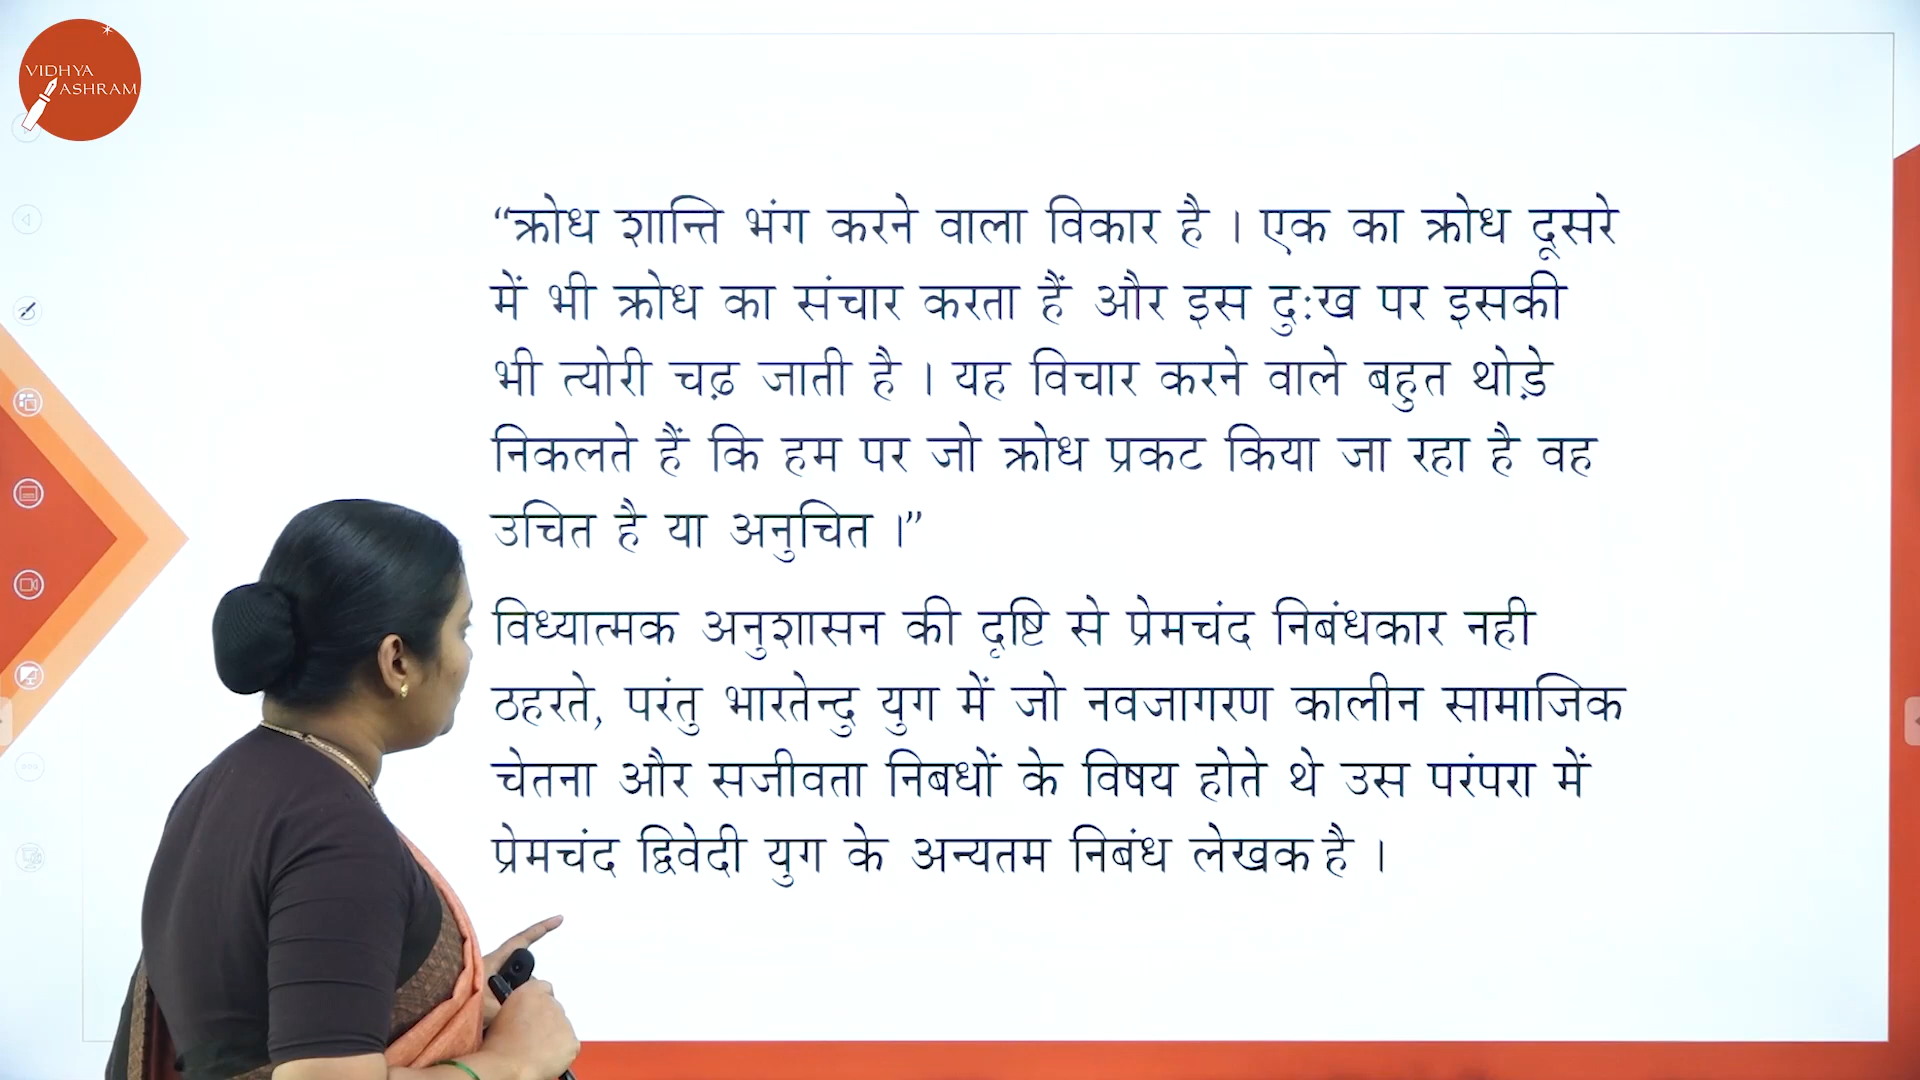 VIDHYA
ASHRAM
“क्रोध शान्ति भंग करने वाला विकार है । एक का क्रोध दूसरे
में भी क्रोध का संचार करता हैं और इस दुःख पर इसकी
भी त्योरी चढ़ जाती है । यह विचार करने वाले बहुत थोड़े
निकलते हैं कि हम पर जो क्रोध प्रकट किया जा रहा है वह
उचित है या अनुचित ।”
विध्यात्मक अनुशासन की दृष्टि से प्रेमचंद निबंधकार नही
ठहरते, परंतु भारतेन्दु युग में जो नवजागरण कालीन सामाजिक
चेतना और सजीवता निबधों के विषय होते थे उस परंपरा में
प्रेमचंद द्विवेदी युग के अन्यतम निबंध लेखक है ।